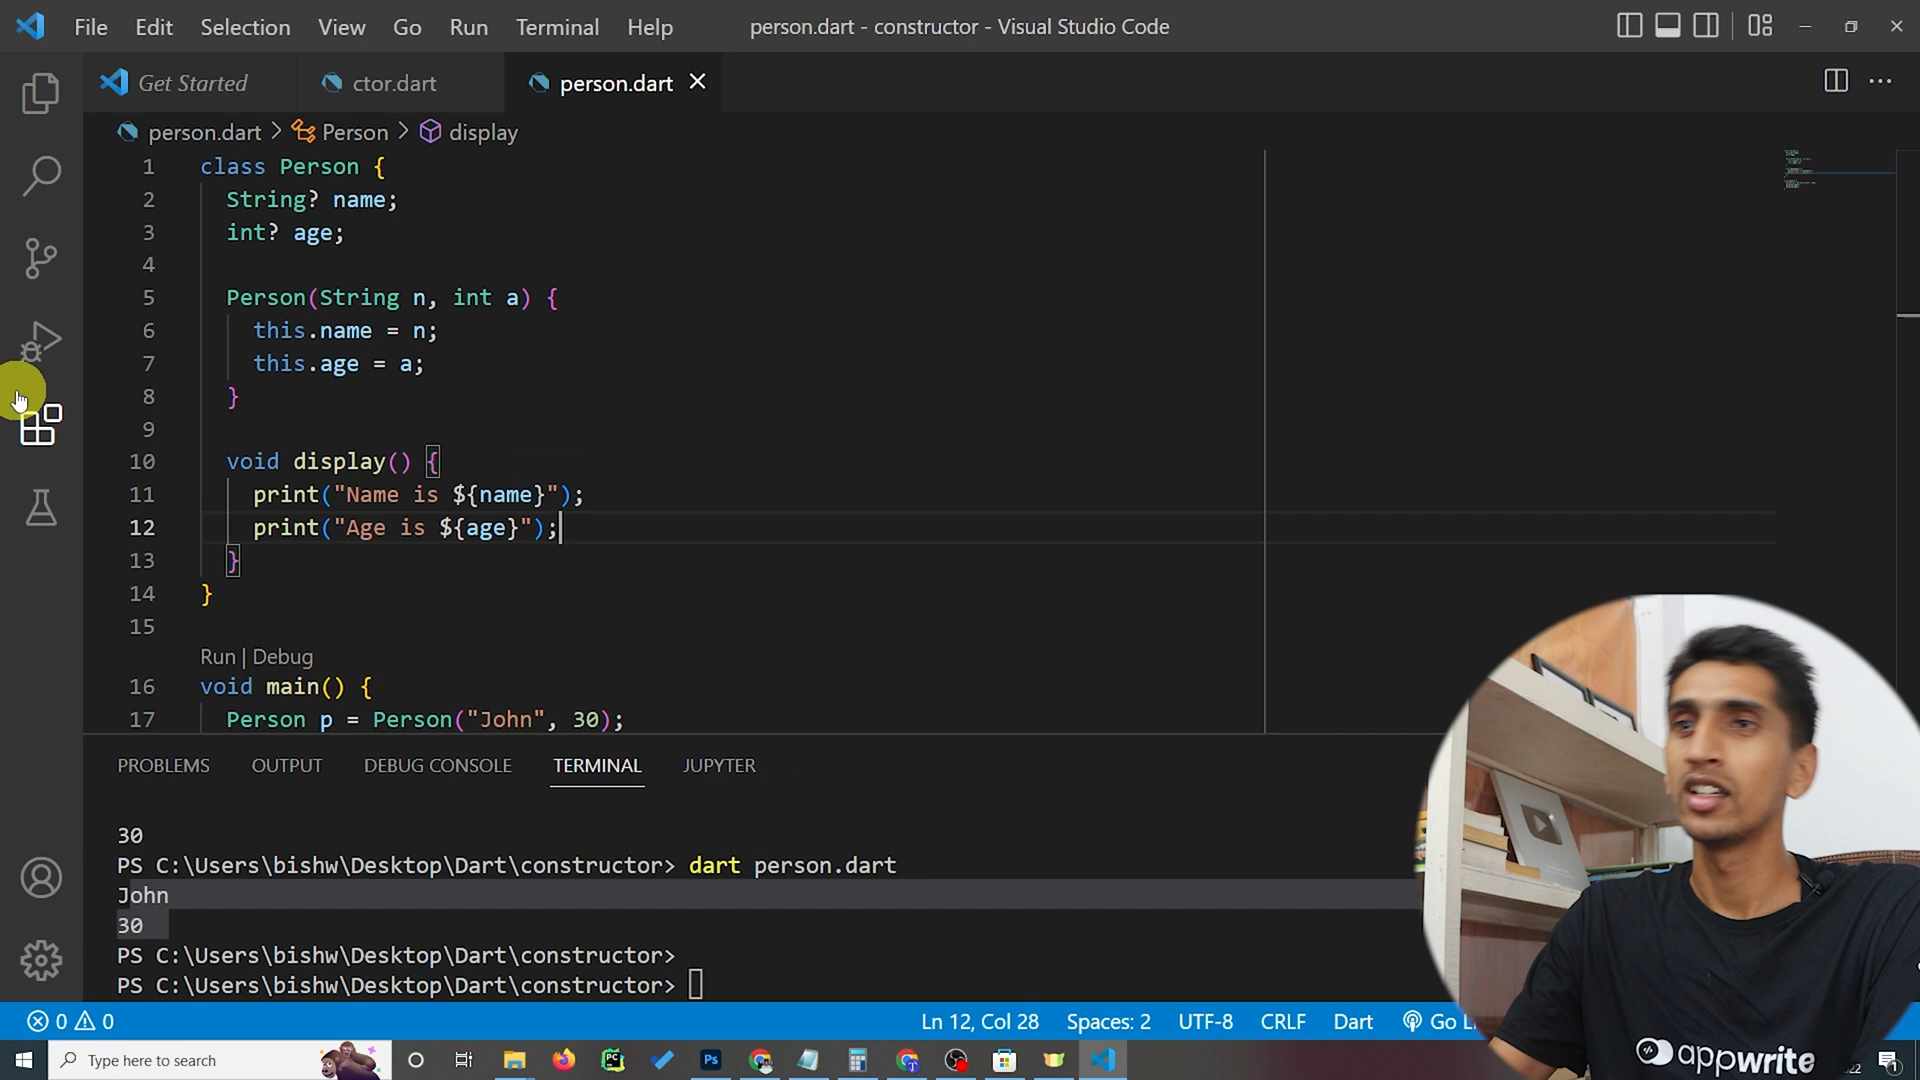 File Edit Selection View Go Run Terminal Help person.dart - constructor - Visual Studio Code
Get Started ctor.dart person.dart
person.dart > Person > display
1 class Person {
2 String? name;
3 int? age;
4
5 Person(String n, int a) {
6 this.name = n;
7 this.age = a;
8 }
9
10 void display() {
11 print("Name is ${name}");
12 print("Age is ${age}");
13 }
14 }
15
Run | Debug
16 void main() {
17 Person p = Person("John", 30);
PROBLEMS OUTPUT DEBUG CONSOLE TERMINAL JUPYTER
30
PS C:\Users\bishw\Desktop\Dart\constructor> dart person.dart
John
30
PS C:\Users\bishw\Desktop\Dart\constructor>
PS C:\Users\bishw\Desktop\Dart\constructor>
0 0 Ln 12, Col 28 Spaces: 2 UTF-8 CRLF Dart Go
Type here to search
appwrite